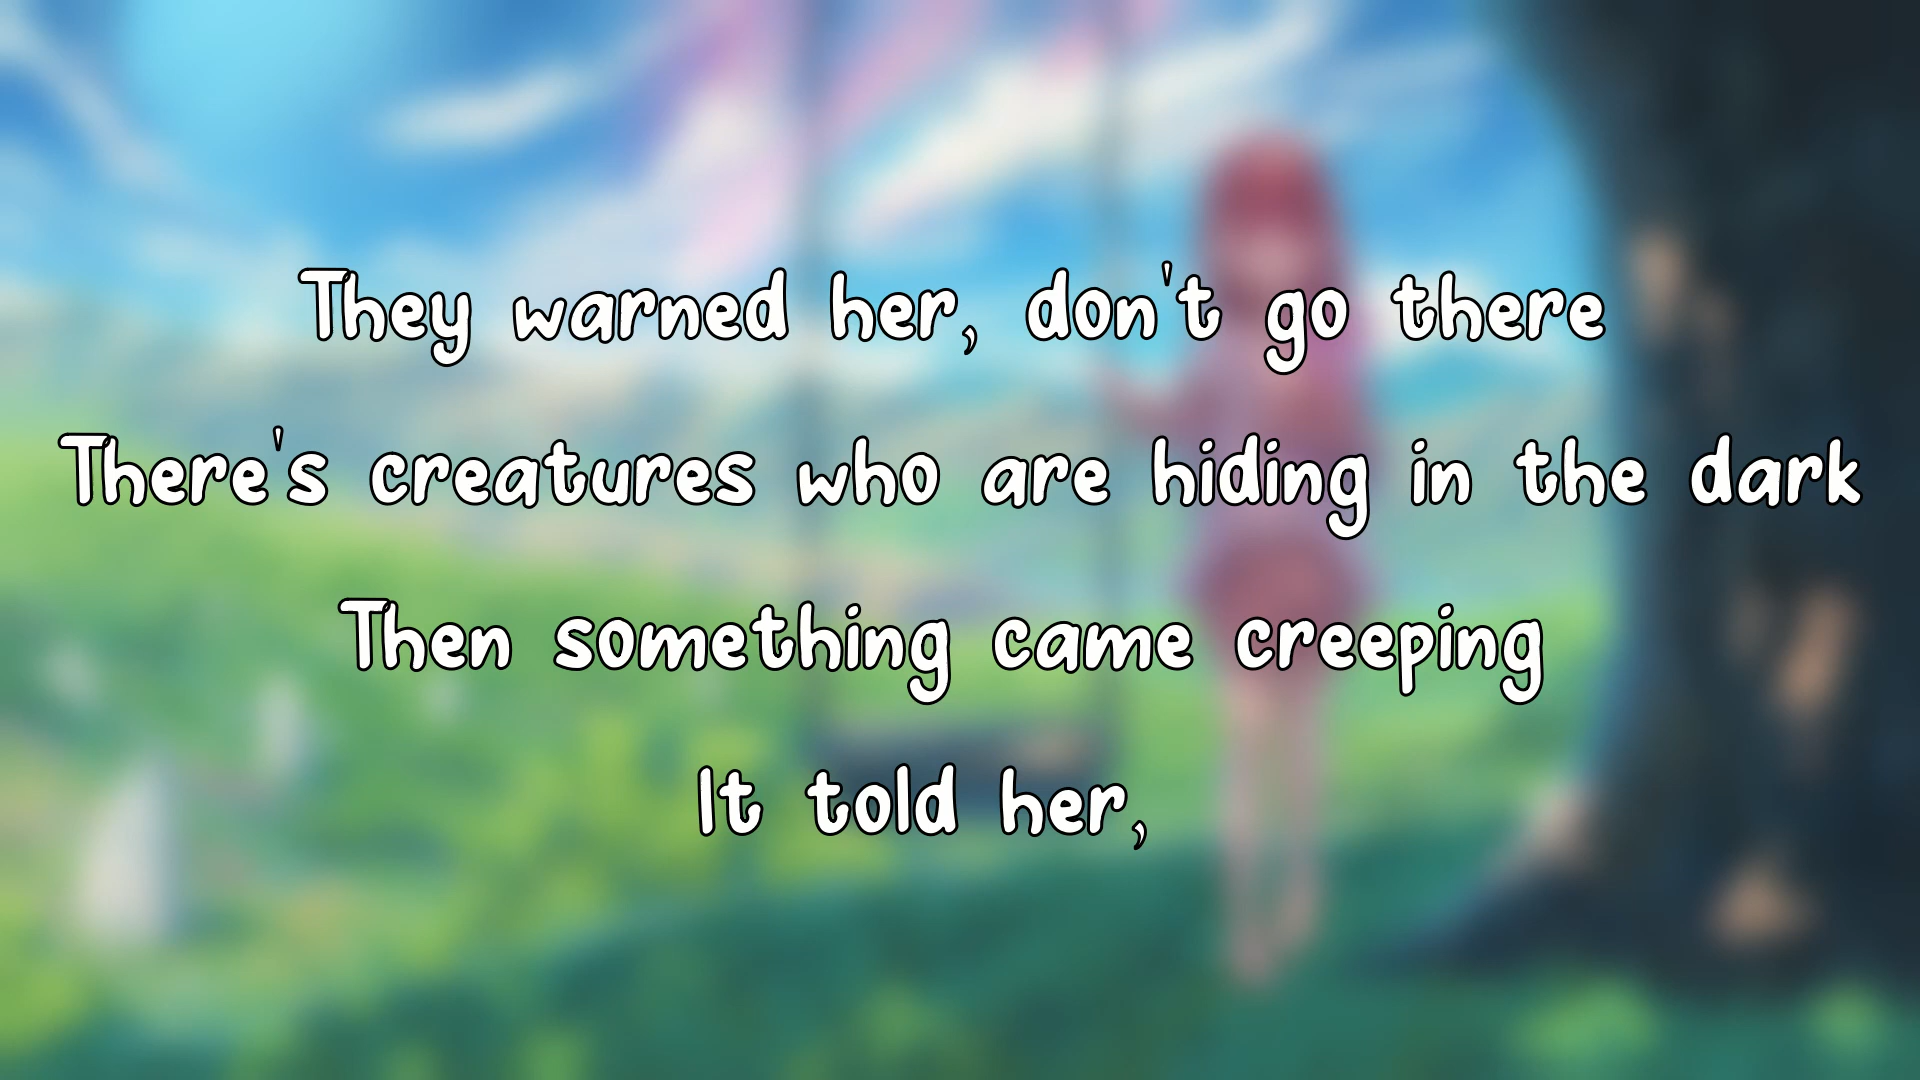 They warned her, don't go there
There's creatures who are hiding in the dark
Then something came creeping
It told her,